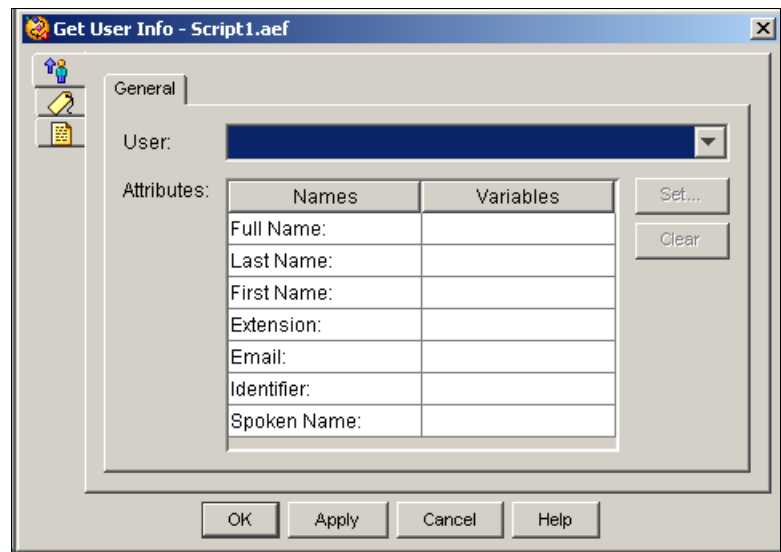 Get User Info - Script1.aef
General
User:
Attributes:
Names Variables
Set...
Full Name:
Clear
Last Name:
First Name:
Extension:
Email:
Identifier:
Spoken Name:
OK Apply Cancel Help